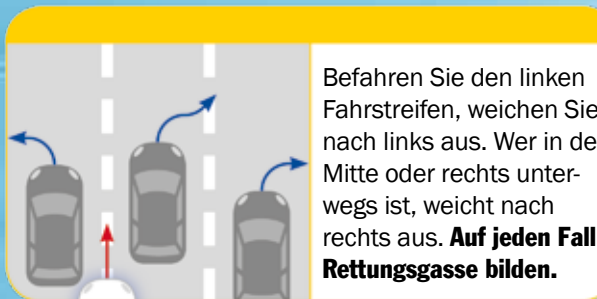 Befahren Sie den linken
Fahrstreifen, weichen Sie
nach links aus. Wer in de
Mitte oder rechts unter-
wegs ist, weicht nach
rechts aus. Auf jeden Fall
Rettungsgasse bilden.